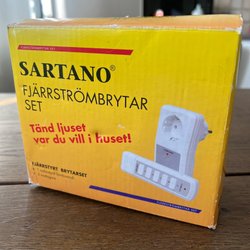 SARTANO®
FJÄRRSTRÖMBRYTAR
SET
Tänd ljuset
var du vill i huset!
FJÄRRSTYRT BRYTARSET